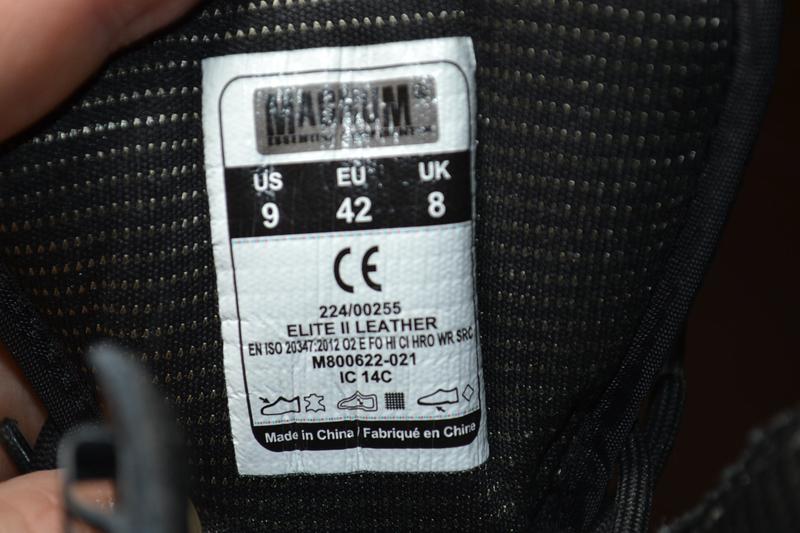 MAGNUM
US EU UK
9 42 8
CE
224/00255
ELITE II LEATHER
EN ISO 20347:2012 O2 E FO HI CI HRO WR SRC
M800622-021
IC 14C
Made in China / Fabriqué en Chine